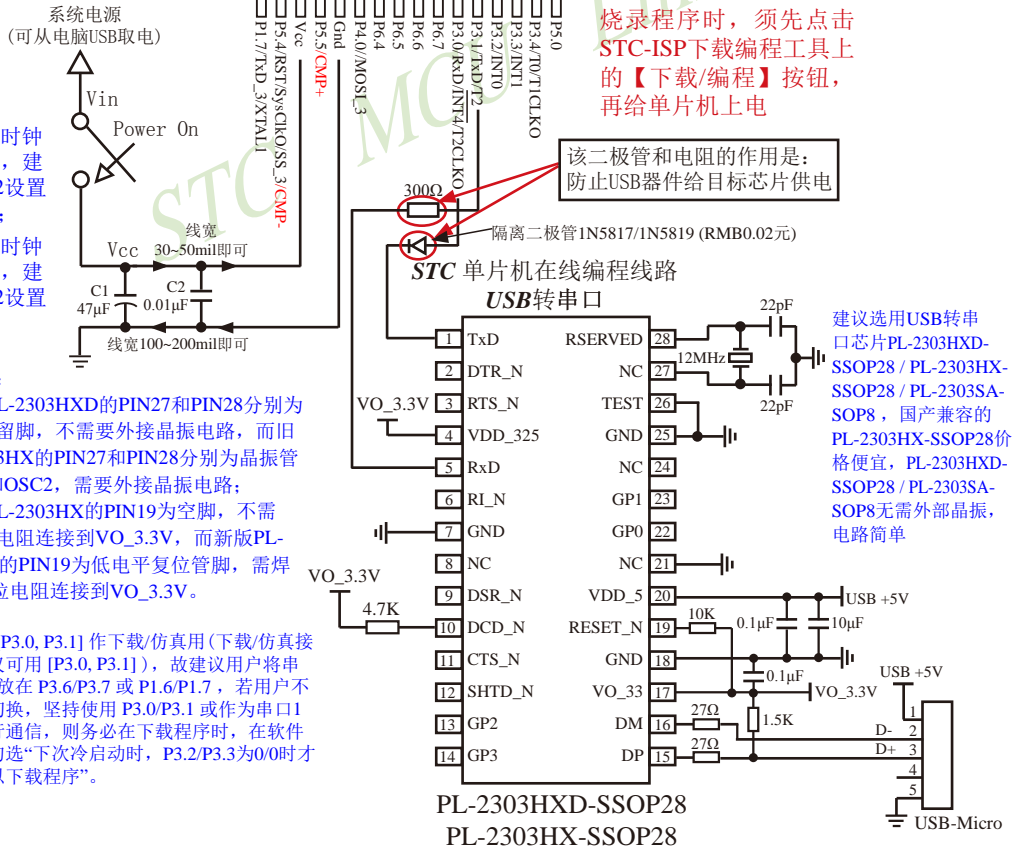 系统电源
(可从电脑USB取电)
Vin
Power On
P1.7/TxD_3/XTAL1
P5.4/RST/SysClkO/SS_3/CMP-
Vcc
P5.5/CMP+
Gnd
P4.0/MOSI_3
P6.4
P6.5
P6.6
P6.7
P3.0/RxD/INT4/T2CLKO
P3.1/TxD/T2
P3.2/INT0
P3.3/INT1
P3.4/T0/T1CLKO
P5.0
STC MCU
烧录程序时，须先点击
STC-ISP下载编程工具上
的【下载/编程】按钮，
再给单片机上电
该二极管和电阻的作用是:
防止USB器件给目标芯片供电
300Ω
隔离二极管1N5817/1N5819 (RMB0.02元)
时钟
，建
2设置
;
时钟
，建
2设置
Vcc
线宽
30~50mil即可
C1
47μF
C2
0.01μF
线宽100~200mil即可
STC 单片机在线编程线路
USB转串口
1 TxD
2 DTR_N
3 RTS_N
4 VDD_325
5 RxD
6 RI_N
7 GND
8 NC
9 DSR_N
10 DCD_N
11 CTS_N
12 SHTD_N
13 GP2
14 GP3
RSERVED 28
NC 27
TEST 26
GND 25
NC 24
GP1 23
GP0 22
NC 21
VDD_5 20
RESET_N 19
GND 18
VO_33 17
DM 16
DP 15
VO_3.3V
VO_3.3V
4.7K
22pF
12MHz
22pF
建议选用USB转串
口芯片PL-2303HXD-
SSOP28 / PL-2303HX-
SSOP28 / PL-2303SA-
SOP8 ，国产兼容的
PL-2303HX-SSOP28价
格便宜，PL-2303HXD-
SSOP28 / PL-2303SA-
SOP8无需外部晶振，
电路简单
L-2303HXD的PIN27和PIN28分别为
留脚，不需要外接晶振电路，而旧
3HX的PIN27和PIN28分别为晶振管
OSC2，需要外接晶振电路；
L-2303HX的PIN19为空脚，不需
电阻连接到VO_3.3V，而新版PL-
的PIN19为低电平复位管脚，需焊
位电阻连接到VO_3.3V。
[P3.0, P3.1] 作下载/仿真用(下载/仿真接
可用 [P3.0, P3.1] )，故建议用户将串
放在 P3.6/P3.7 或 P1.6/P1.7 ，若用户不
切换，坚持使用 P3.0/P3.1 或作为串口1
行通信，则务必在下载程序时，在软件
勾选“下次冷启动时，P3.2/P3.3为0/0时才
以下载程序”。
USB +5V
0.1μF
10μF
10K
0.1μF
VO_3.3V
27Ω
27Ω
1.5K
USB +5V
D-
D+
1
2
3
4
5
USB-Micro
PL-2303HXD-SSOP28
PL-2303HX-SSOP28